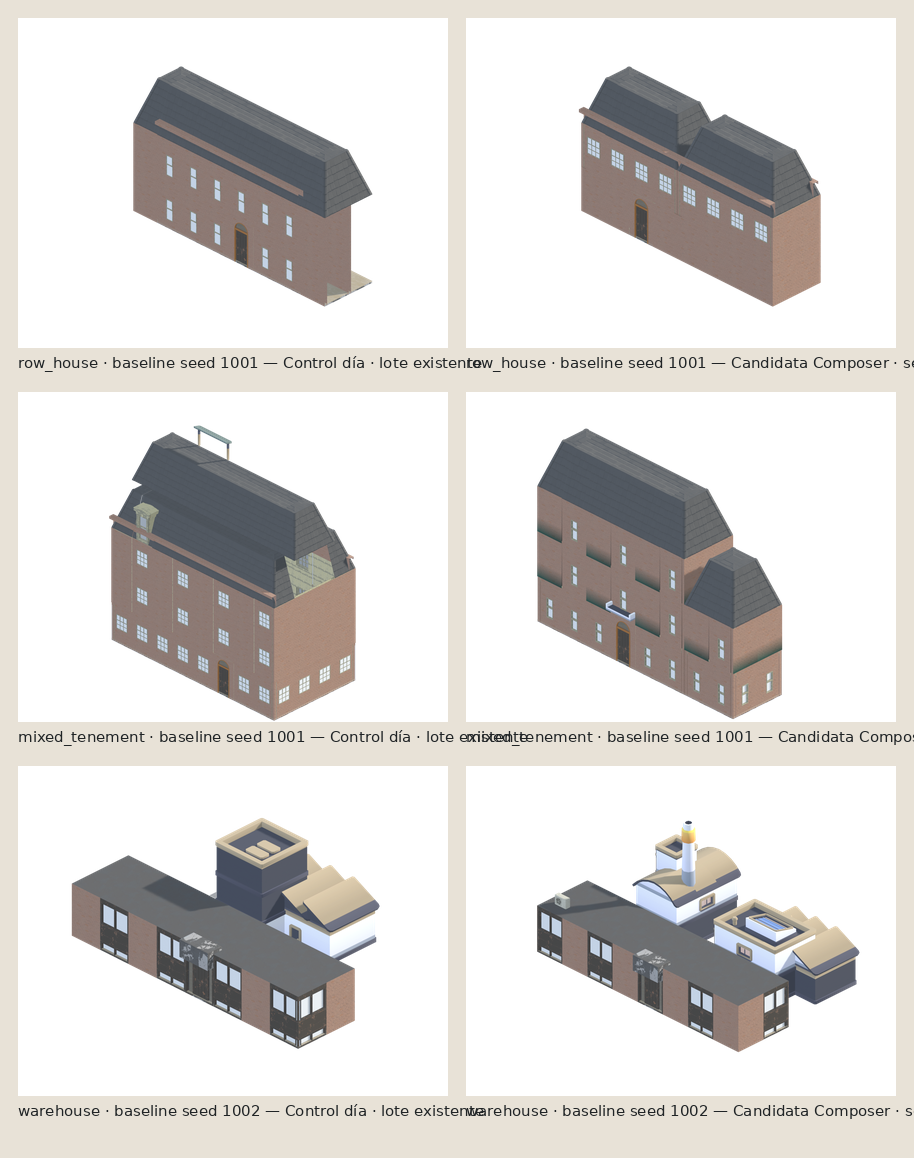 row_house · baseline seed 1001 — Control día · lote existente
row_house · baseline seed 1001 — Candidata Composer · se
mixed_tenement · baseline seed 1001 — Control día · lote existente
mixed_tenement · baseline seed 1001 — Candidata Compos
warehouse · baseline seed 1002 — Control día · lote existente
warehouse · baseline seed 1002 — Candidata Composer · s